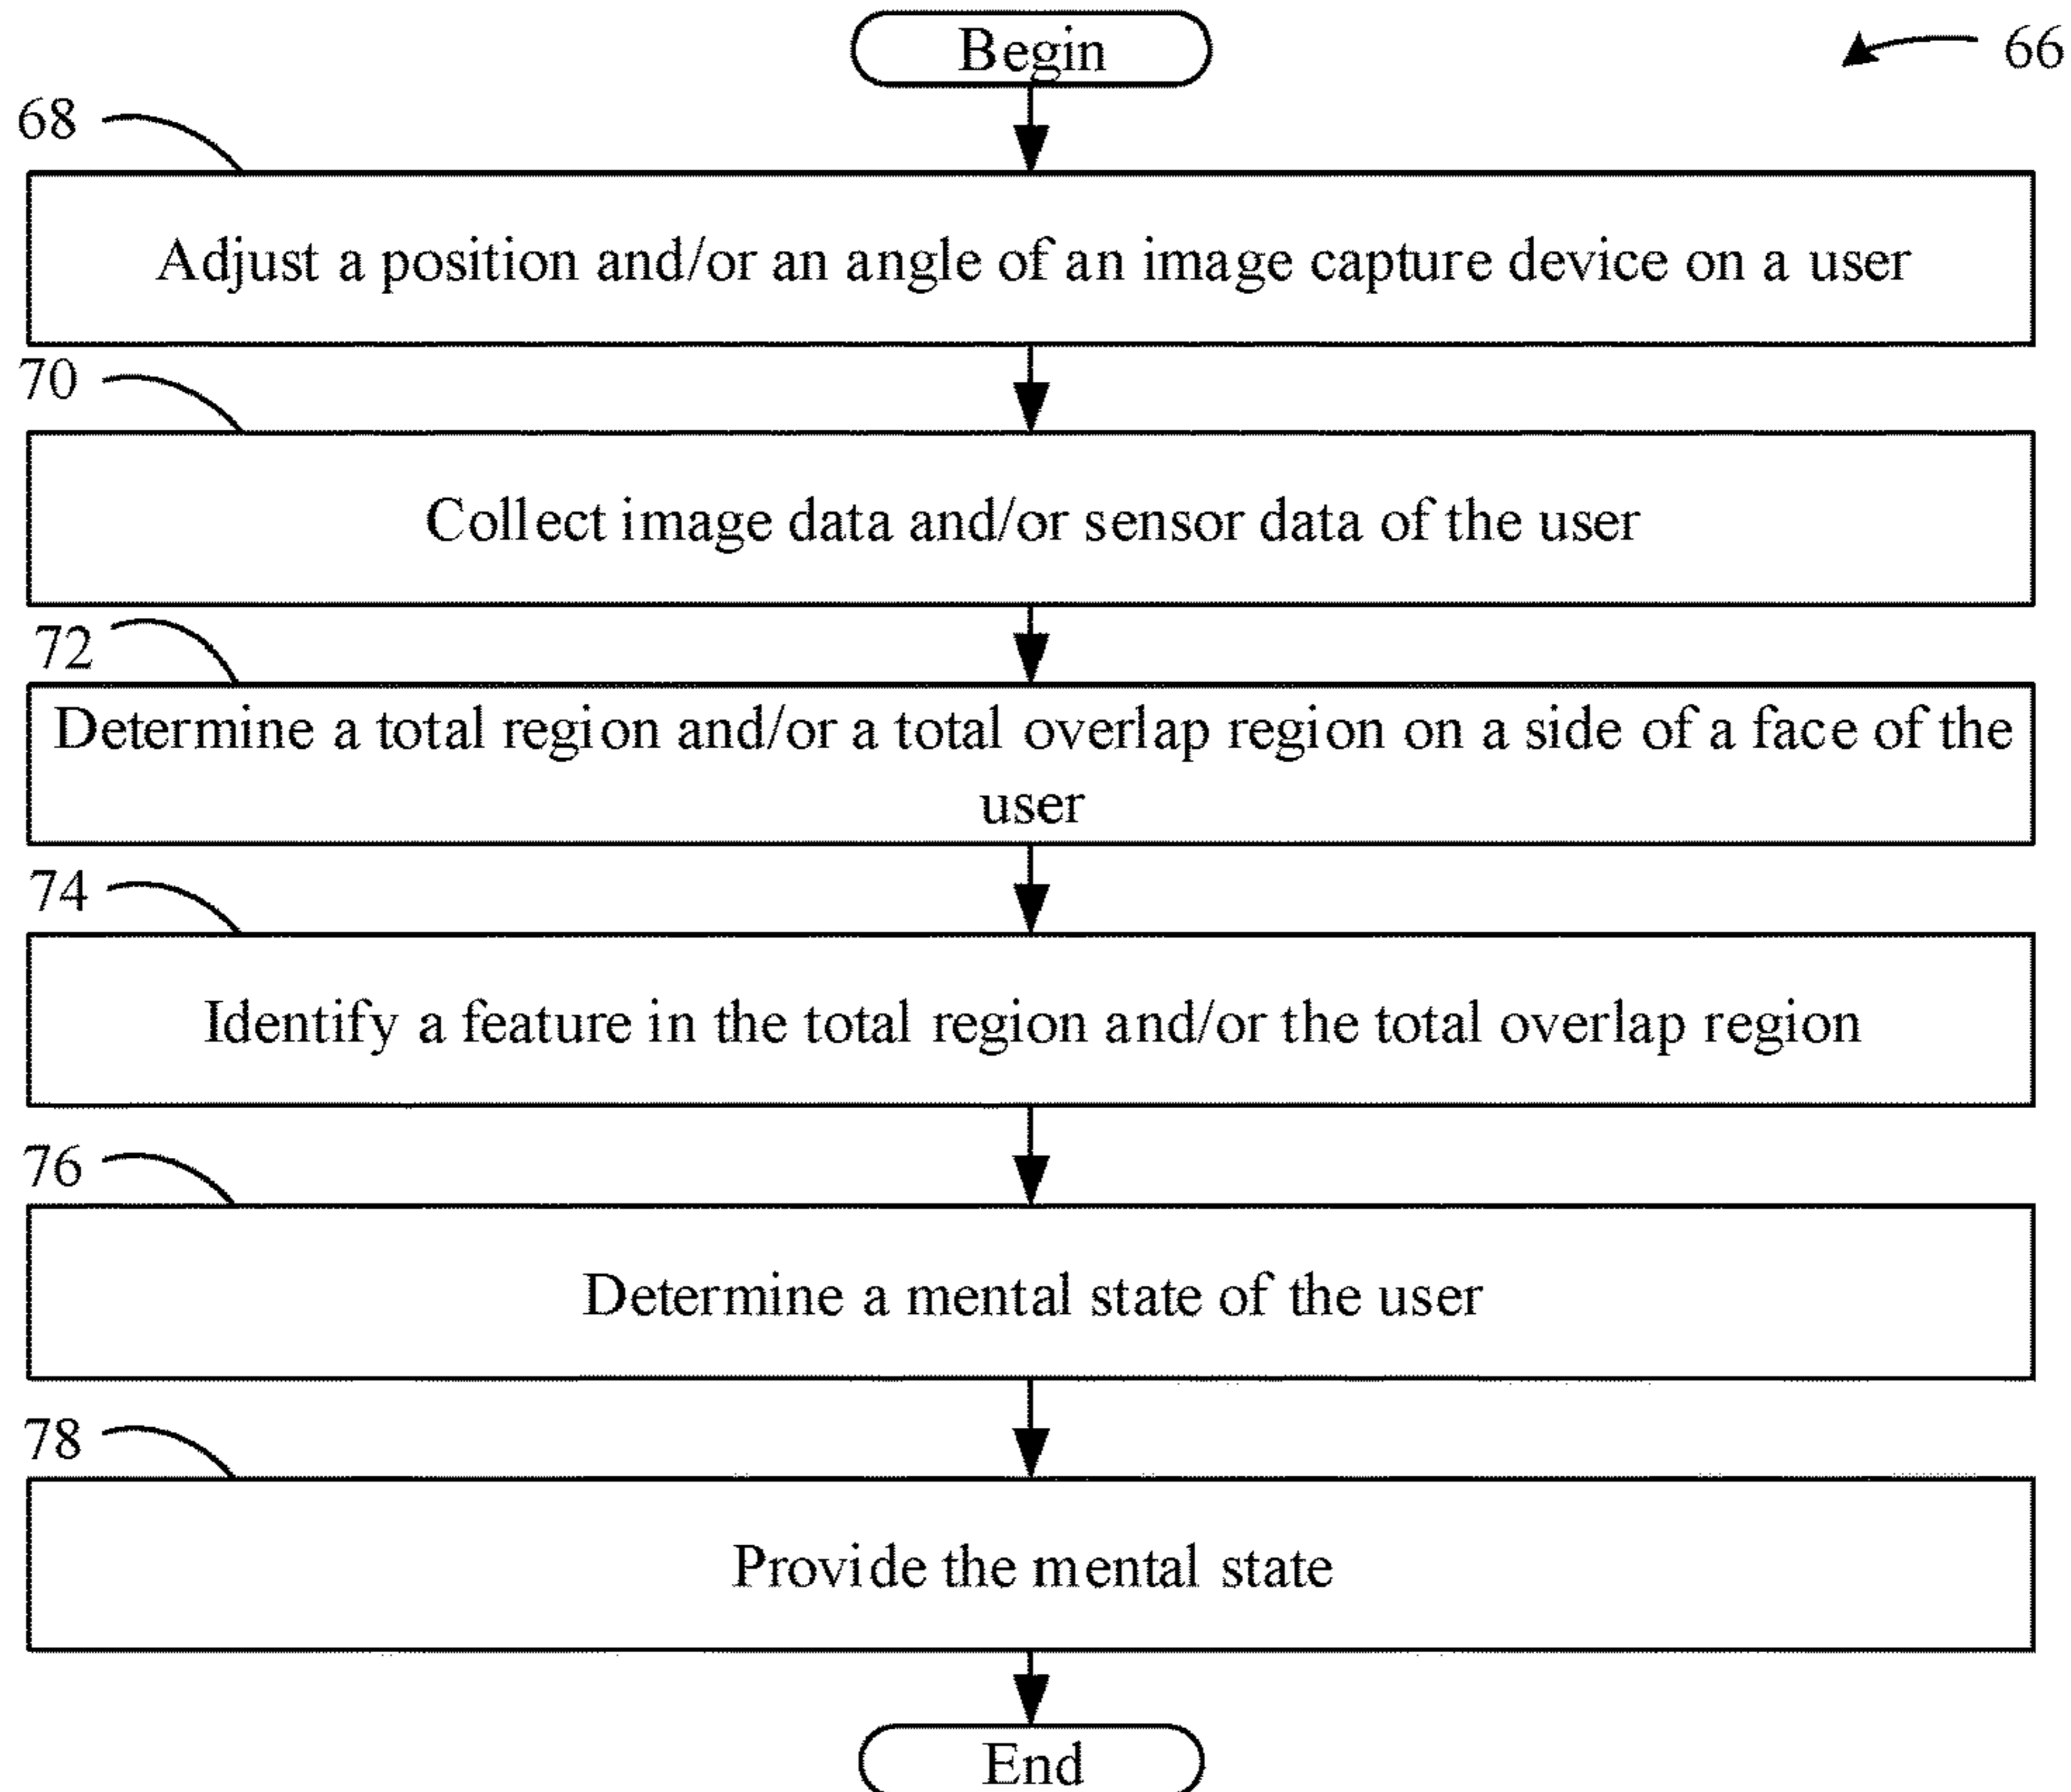 Begin
66
68
Adjust a position and/or an angle of an image capture device on a user
70
Collect image data and/or sensor data of the user
72
Determine a total region and/or a total overlap region on a side of a face of the
user
74
Identify a feature in the total region and/or the total overlap region
76
Determine a mental state of the user
78
Provide the mental state
End